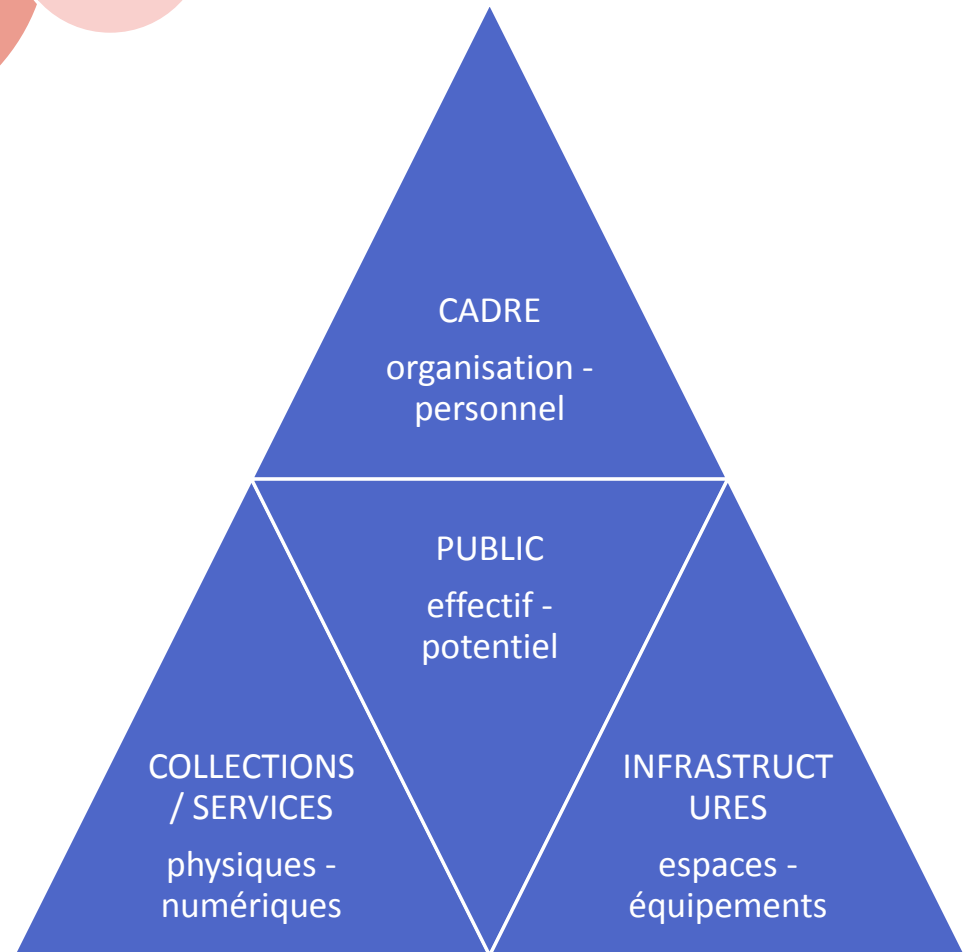 CADRE
organisation -
personnel
PUBLIC
effectif -
potentiel
COLLECTIONS
/ SERVICES
physiques -
numériques
INFRASTRUCT
URES
espaces -
équipements